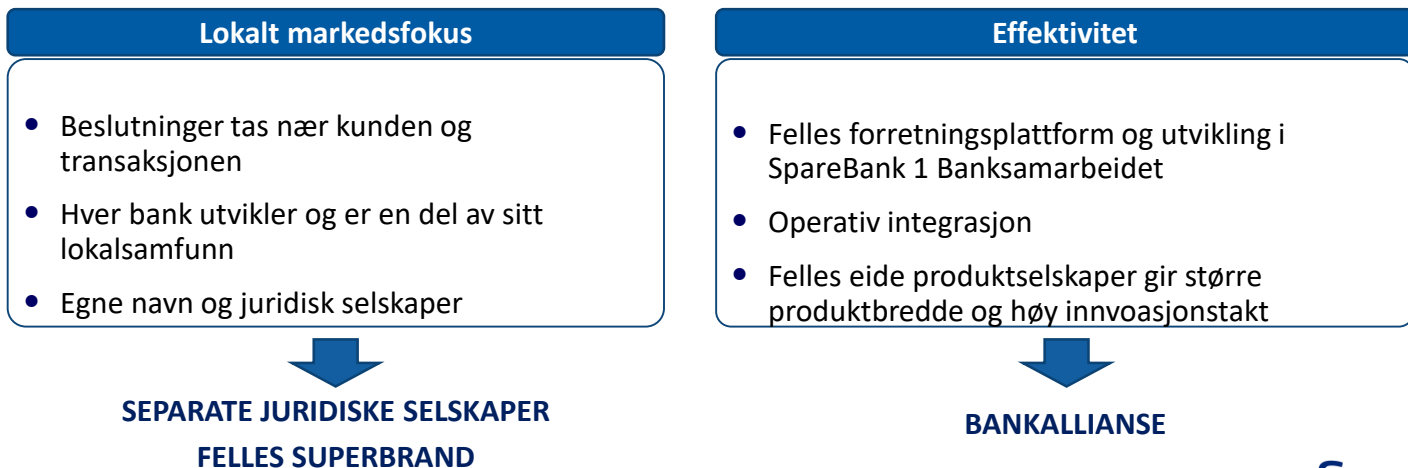 Lokalt markedsfokus
• Beslutninger tas nær kunden og
transaksjonen
• Hver bank utvikler og er en del av sitt
lokalsamfunn
• Egne navn og juridisk selskaper
SEPARATE JURIDISKE SELSKAPER
FELLES SUPERBRAND
Effektivitet
• Felles forretningsplattform og utvikling i
SpareBank 1 Banksamarbeidet
• Operativ integrasjon
• Felles eide produktselskaper gir større
produktbredde og høy innvoasjonstakt
BANKALLIANSE